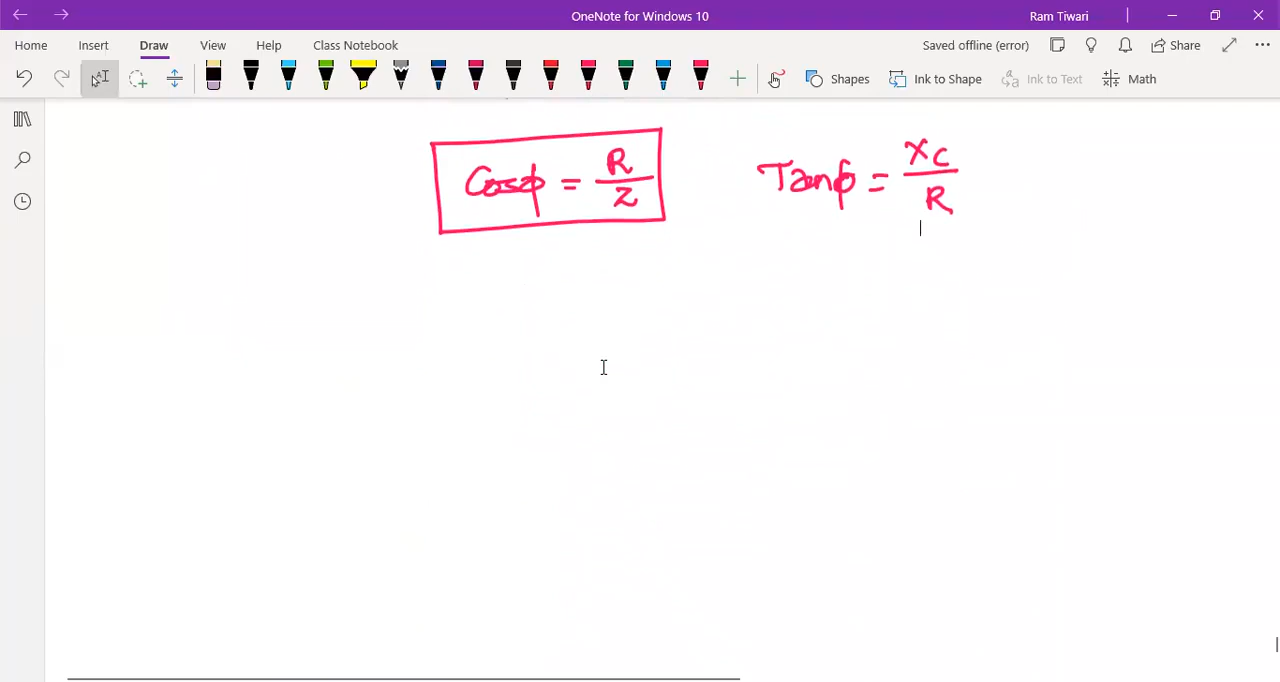 OneNote for Windows 10
Ram Tiwari
Home Insert Draw View Help Class Notebook
Saved offline (error)
Share
Shapes
Ink to Shape
Ink to Text
Math
Cosφ = R/Z
Tanφ = XC/R